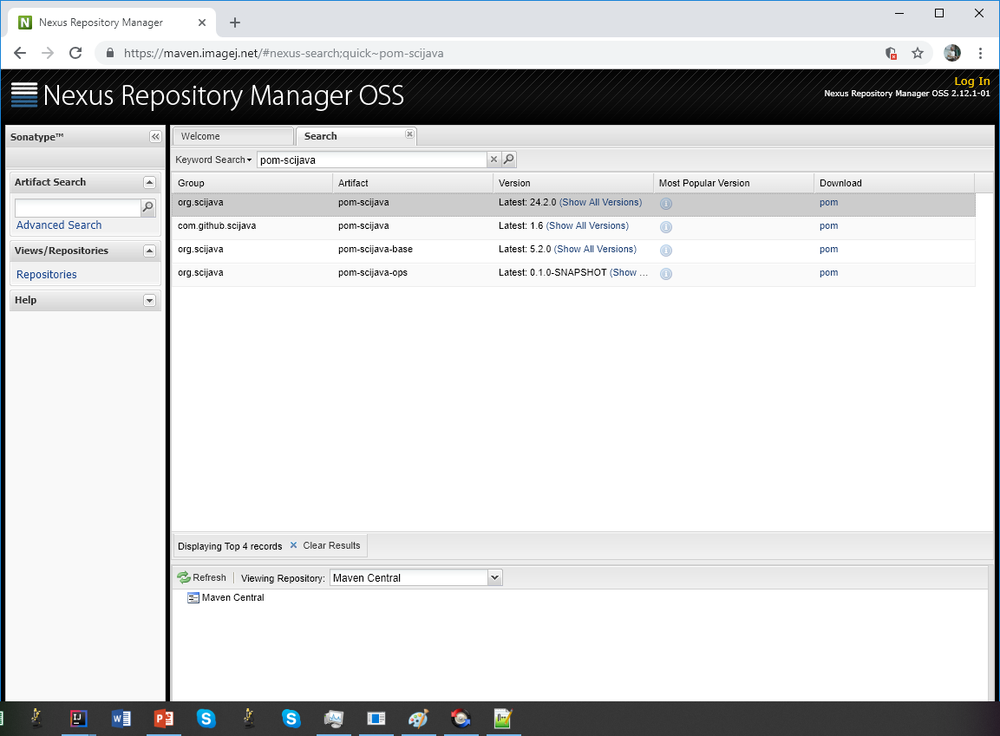 N Nexus Repository Manager
https://maven.imagej.net/#nexus-search;quick~pom-scijava
Nexus Repository Manager OSS
Log In
Nexus Repository Manager OSS 2.12.1-01
Sonatype™
Artifact Search
Advanced Search
Views/Repositories
Repositories
Help
Welcome Search
Keyword Search pom-scijava
Group Artifact Version Most Popular Version Download
org.scijava pom-scijava Latest: 24.2.0 (Show All Versions) pom
com.github.scijava pom-scijava Latest: 1.6 (Show All Versions) pom
org.scijava pom-scijava-base Latest: 5.2.0 (Show All Versions) pom
org.scijava pom-scijava-ops Latest: 0.1.0-SNAPSHOT (Show ... pom
Displaying Top 4 records Clear Results
Refresh Viewing Repository: Maven Central
Maven Central